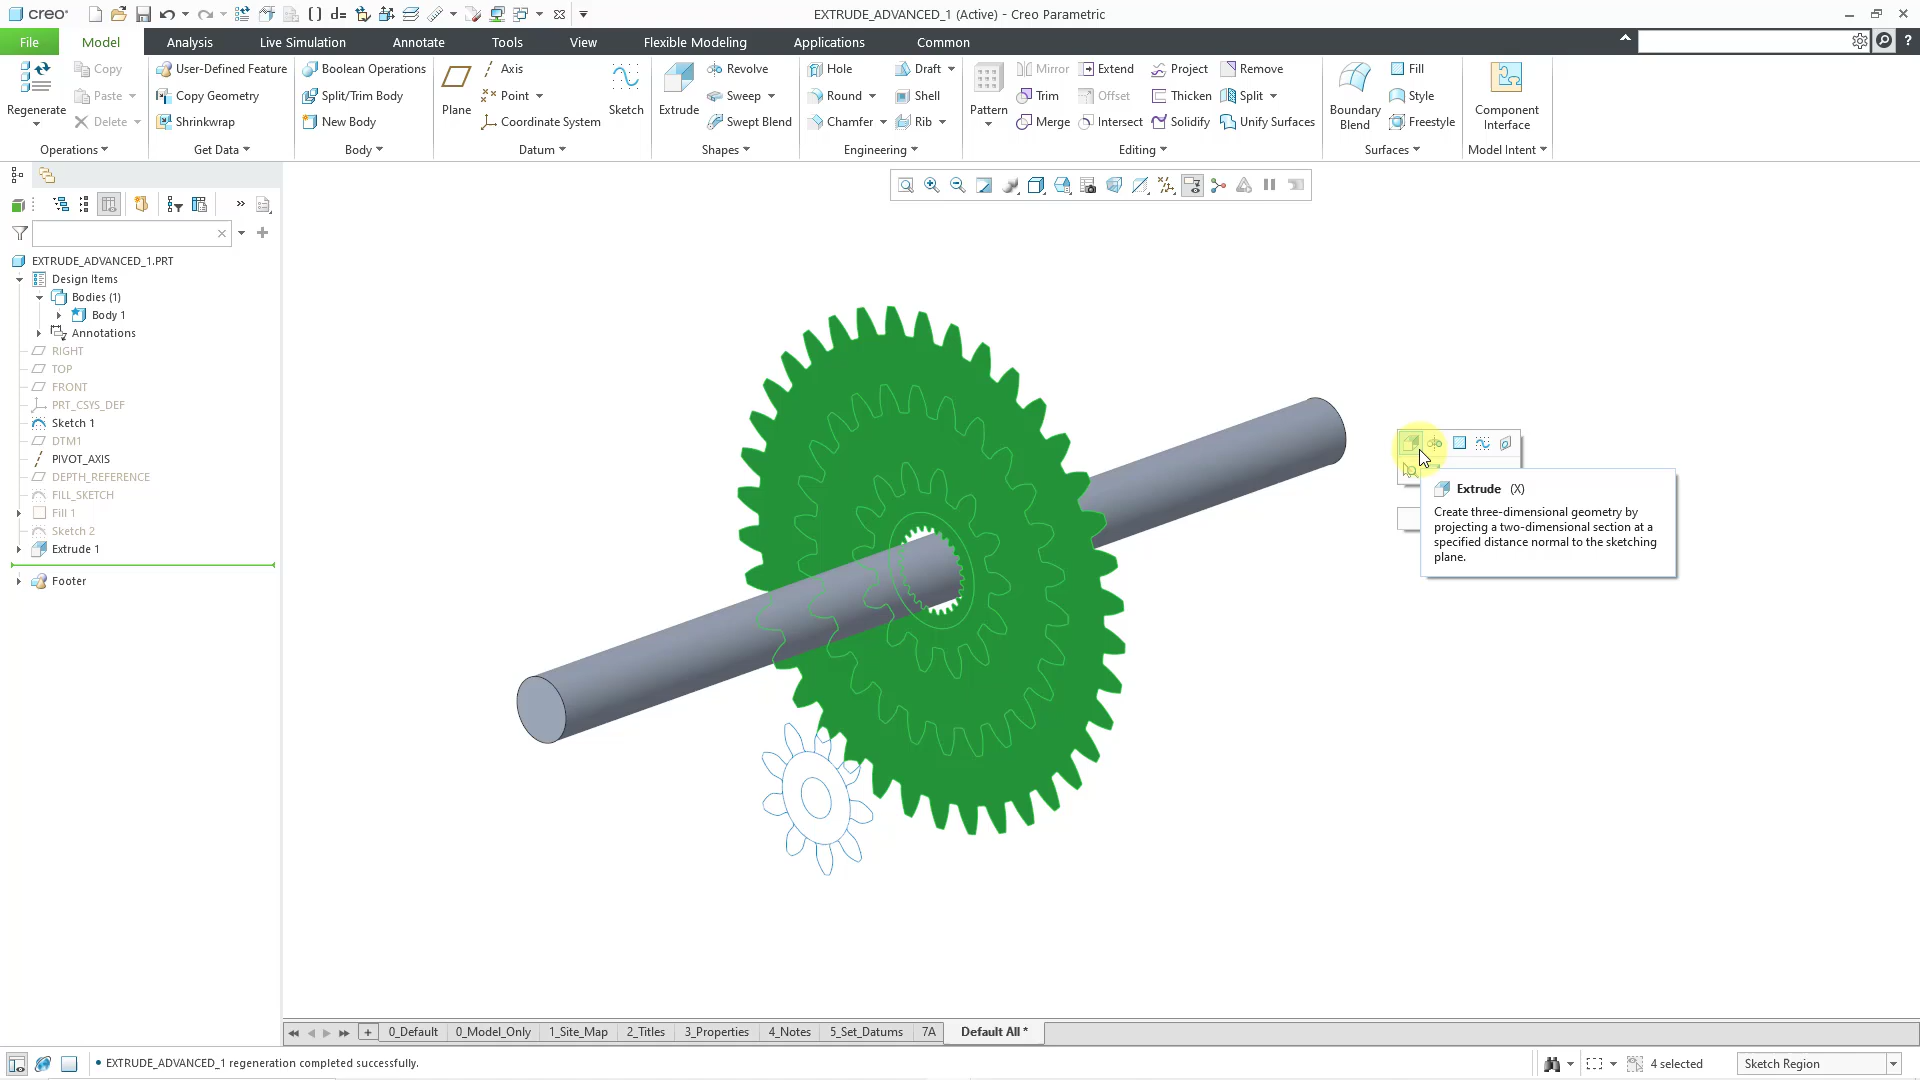 creo
EXTRUDE_ADVANCED_1 (Active) - Creo Parametric
File
Model
Analysis
Live Simulation
Annotate
Tools
View
Flexible Modeling
Applications
Common
Regenerate
Copy
Paste
Delete
Operations
User-Defined Feature
Copy Geometry
Shrinkwrap
Get Data
Boolean Operations
Split/Trim Body
New Body
Body
Plane
Axis
Point
Coordinate System
Sketch
Datum
Extrude
Revolve
Sweep
Swept Blend
Shapes
Hole
Round
Chamfer
Draft
Shell
Rib
Engineering
Pattern
Mirror
Trim
Merge
Extend
Offset
Intersect
Project
Thicken
Solidify
Remove
Split
Unify Surfaces
Editing
Boundary Blend
Fill
Style
Freestyle
Surfaces
Component Interface
Model Intent
EXTRUDE_ADVANCED_1.PRT
Design Items
Bodies (1)
Body 1
Annotations
RIGHT
TOP
FRONT
PRT_CSYS_DEF
Sketch 1
DTM1
PIVOT_AXIS
DEPTH_REFERENCE
FILL_SKETCH
Fill 1
Sketch 2
Extrude 1
Footer
Extrude (X)
Create three-dimensional geometry by
projecting a two-dimensional section at a
specified distance normal to the sketching
plane.
0_Default
0_Model_Only
1_Site_Map
2_Titles
3_Properties
4_Notes
5_Set_Datums
7A
Default All *
• EXTRUDE_ADVANCED_1 regeneration completed successfully.
4 selected
Sketch Region